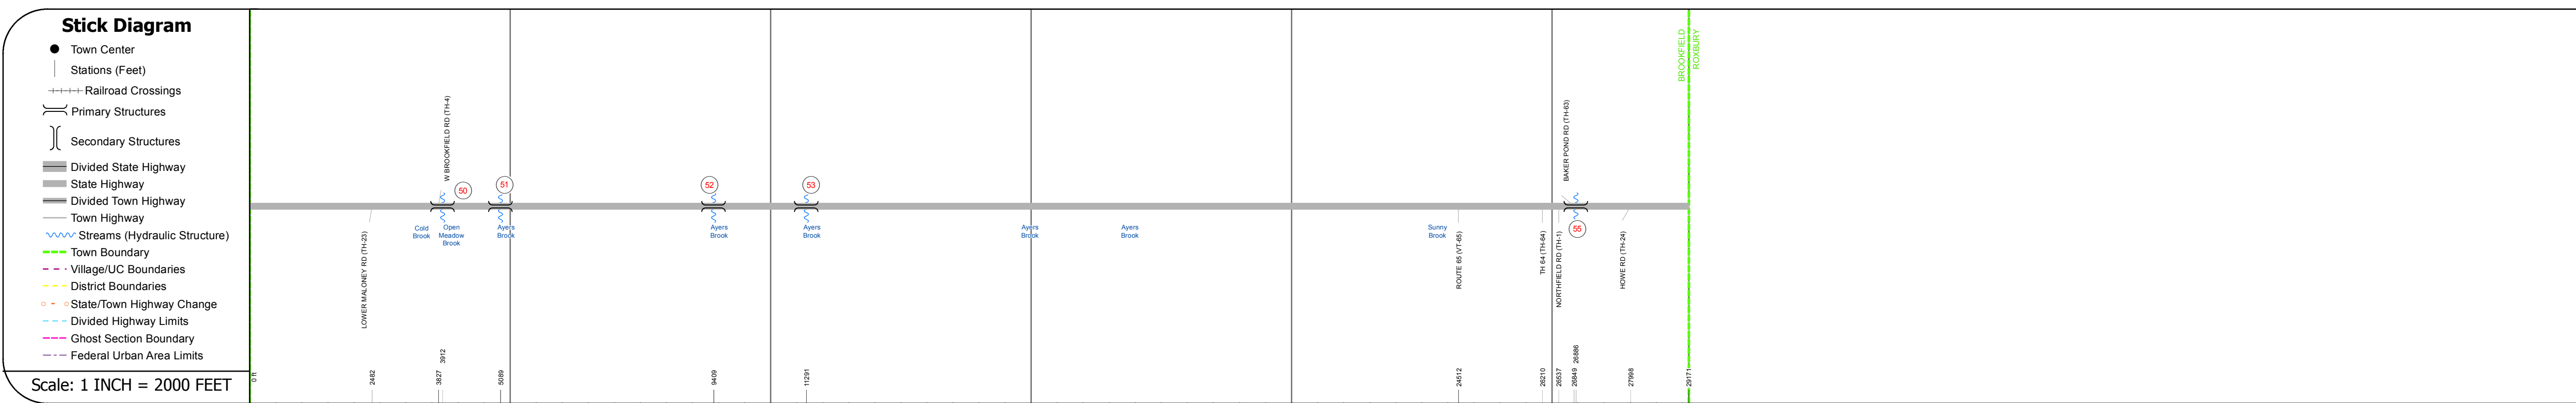 Stick Diagram
Town Center
Stations (Feet)
Railroad Crossings
Primary Structures
Secondary Structures
Divided State Highway
State Highway
Divided Town Highway
Town Highway
Streams (Hydraulic Structure)
Town Boundary
Village/UC Boundaries
District Boundaries
State/Town Highway Change
Divided Highway Limits
Ghost Section Boundary
Federal Urban Area Limits
Scale: 1 INCH = 2000 FEET
BROOKFIELD
ROXBURY
W BROOKFIELD RD (TH-4)
BAKER POND RD (TH-63)
50
51
52
53
55
Cold
Brook
Open
Meadow
Brook
Ayers
Brook
Ayers
Brook
Ayers
Brook
Ayers
Brook
Ayers
Brook
Sunny
Brook
LOWER MALONEY RD (TH-23)
ROUTE 65 (VT-65)
TH 64 (TH-64)
NORTHFIELD RD (TH-1)
HOWE RD (TH-24)
0 ft
2482
3827
3912
5089
9409
11291
24512
26210
26537
26849
26886
27998
29171